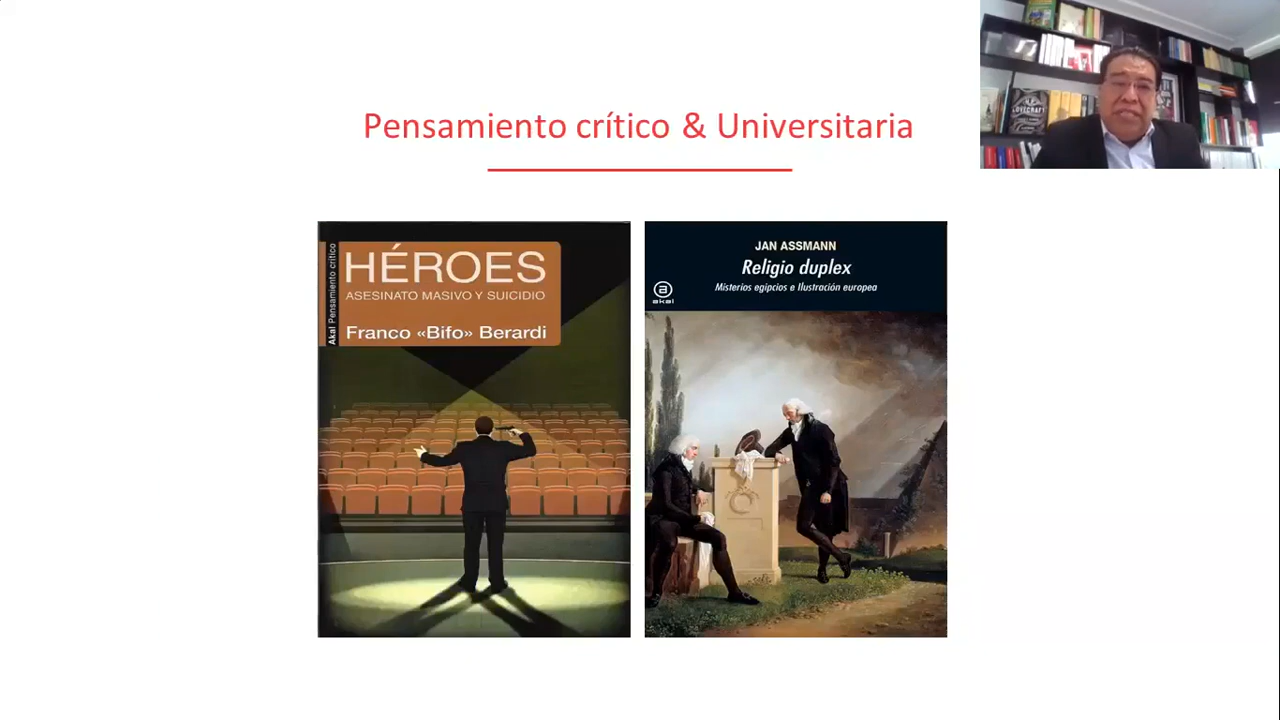 Pensamiento crítico & Universitaria
Akal Pensamiento crítico
HÉROES
ASESINATO MASIVO Y SUICIDIO
Franco «Bifo» Berardi
JAN ASSMANN
Religio duplex
Misterios egipcios e Ilustración europea
a
akal
LOVECRAFT